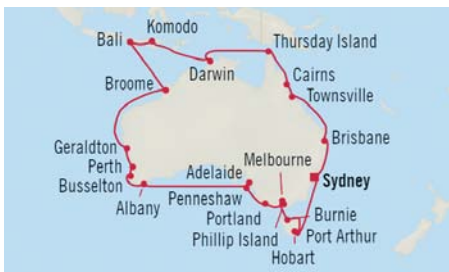 Komodo
Bali
Thursday Island
Darwin
Cairns
Broome
Townsville
Brisbane
Geraldton
Melbourne
Perth
Adelaide
Sydney
Busselton
Penneshaw
Albany
Portland
Burnie
Phillip Island
Port Arthur
Hobart